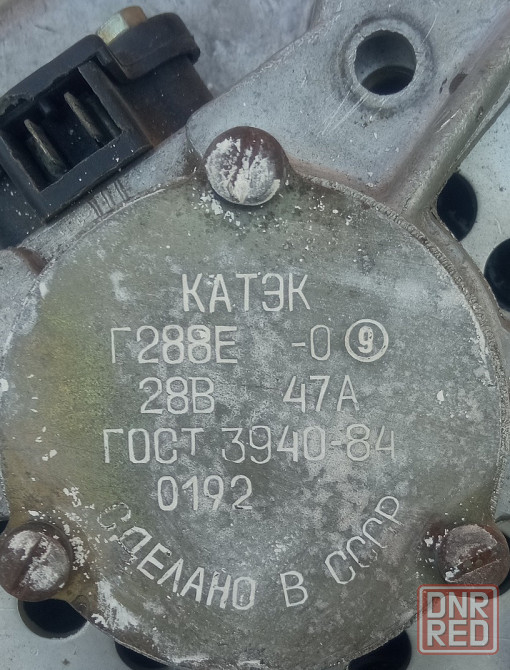 КАТЭК
Г288Е -0 9
28В 47А
ГОСТ 3940-84
0192
СДЕЛАНО В СССР
DNR
RED